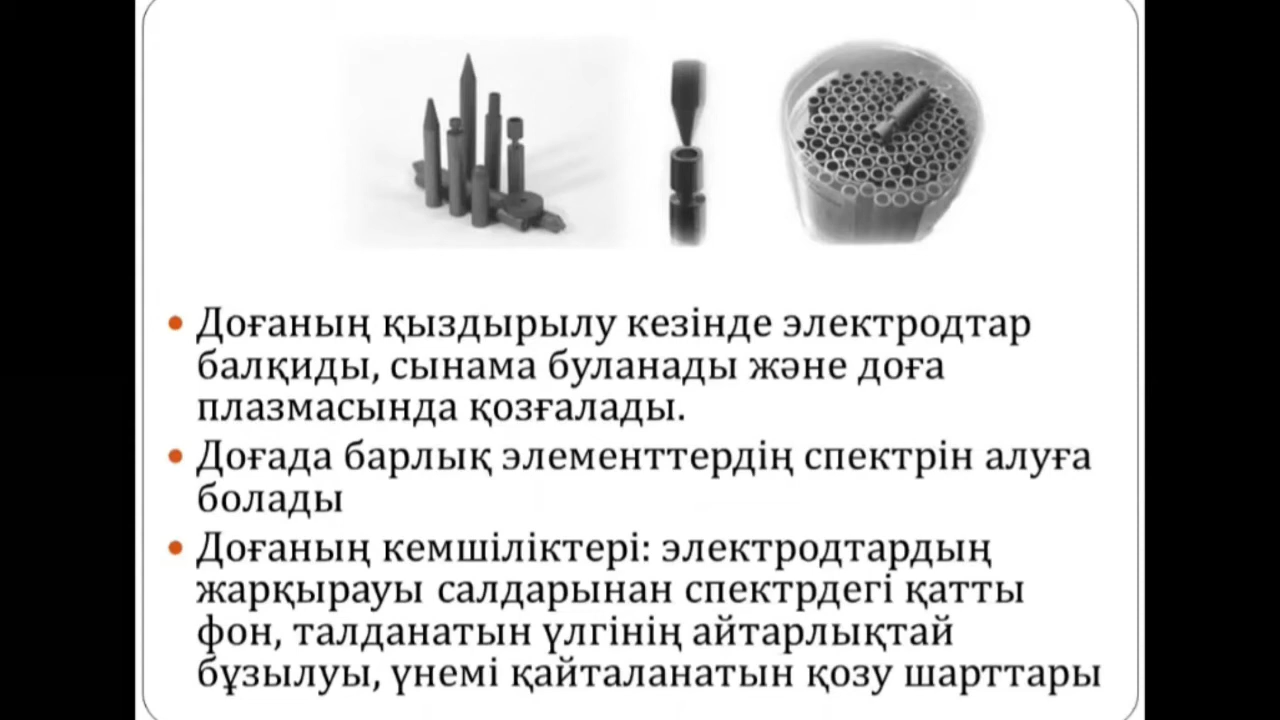 • Доғаның қыздырылу кезінде электродтар
балқиды, сынама буланады және доға
плазмасында қозғалады.
• Доғада барлық элементтердің спектрін алуға
болады
• Доғаның кемшіліктері: электродтардың
жарқырауы салдарынан спектрдегі қатты
фон, талданатын үлгінің айтарлықтай
бұзылуы, үнемі қайталанатын қозу шарттары